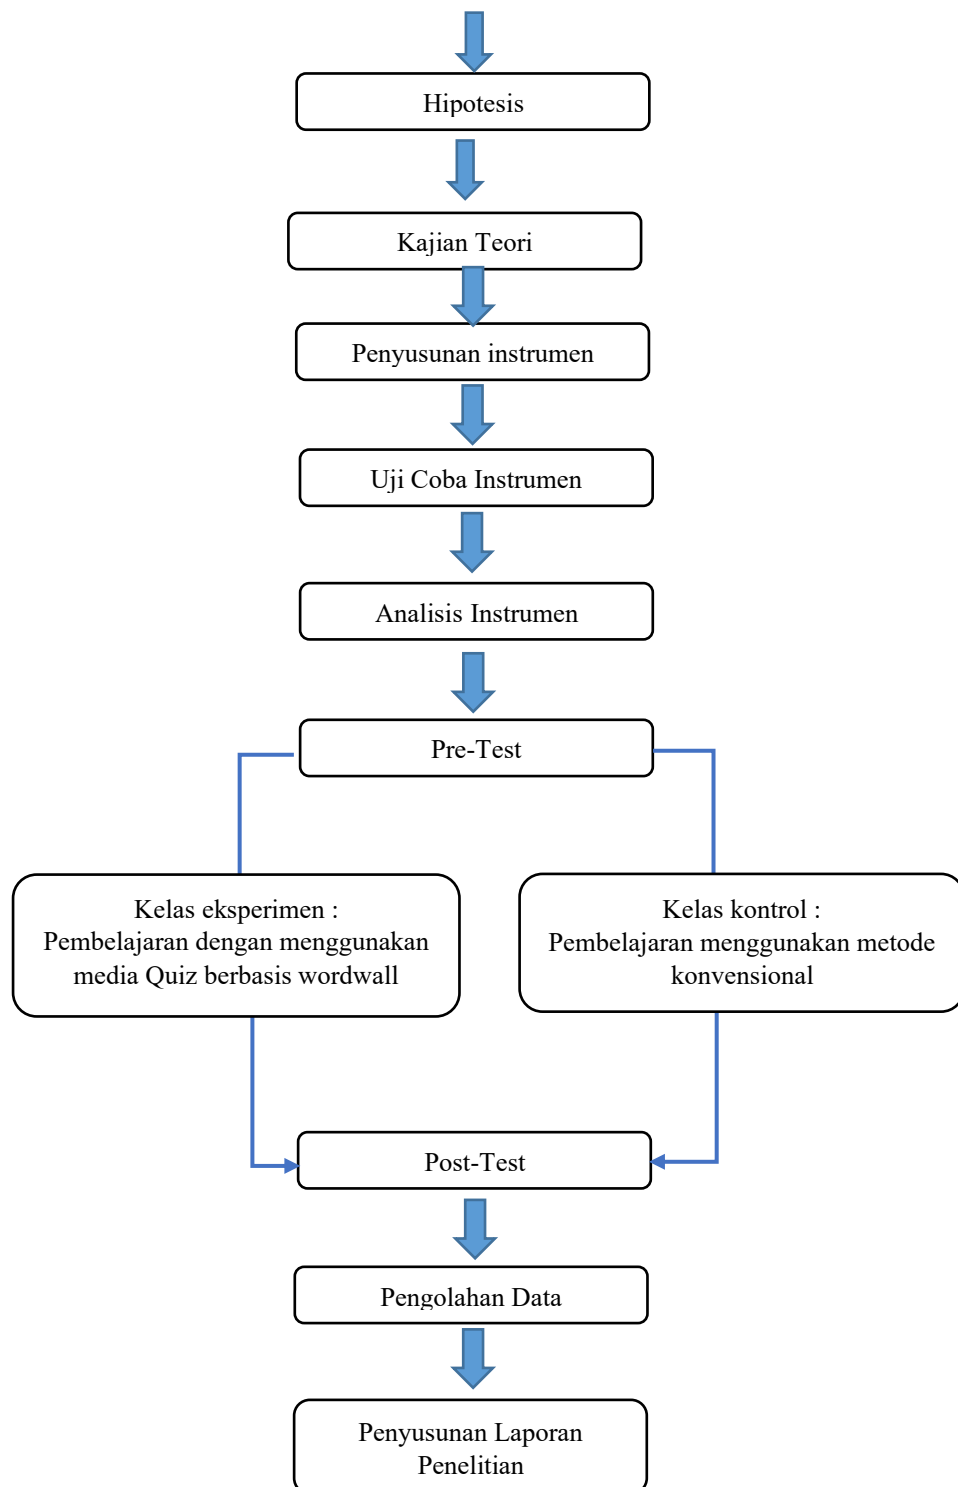 Hipotesis
Kajian Teori
Penyusunan instrumen
Uji Coba Instrumen
Analisis Instrumen
Pre-Test
Kelas eksperimen :
Pembelajaran dengan menggunakan
media Quiz berbasis wordwall
Kelas kontrol :
Pembelajaran menggunakan metode
konvensional
Post-Test
Pengolahan Data
Penyusunan Laporan
Penelitian